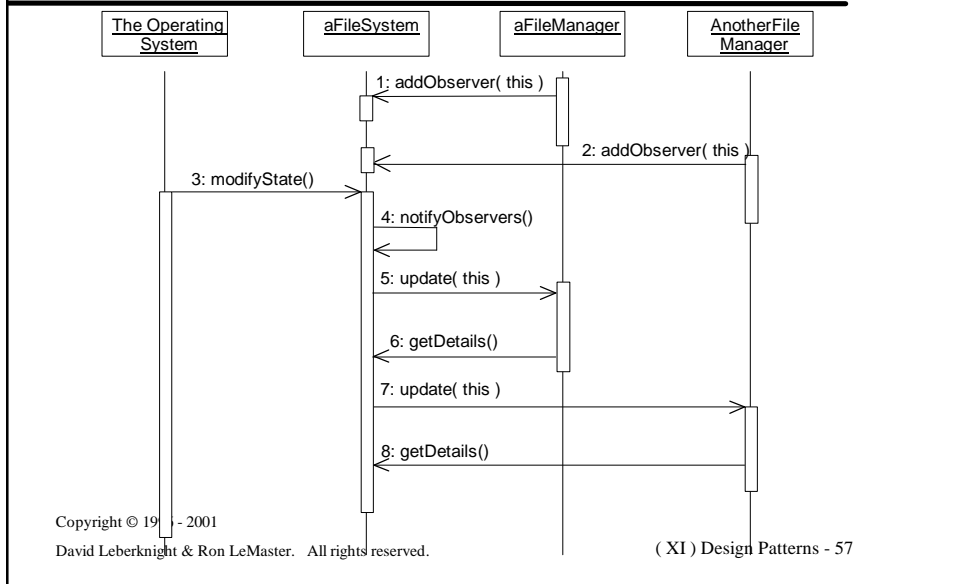 The Operating
System
aFileSystem
aFileManager
AnotherFile
Manager
1: addObserver( this )
2: addObserver( this )
3: modifyState()
4: notifyObservers()
5: update( this )
6: getDetails()
7: update( this )
8: getDetails()
Copyright © - 2001
David Leberknight & Ron LeMaster. All rights reserved.
( XI ) Design Patterns - 57